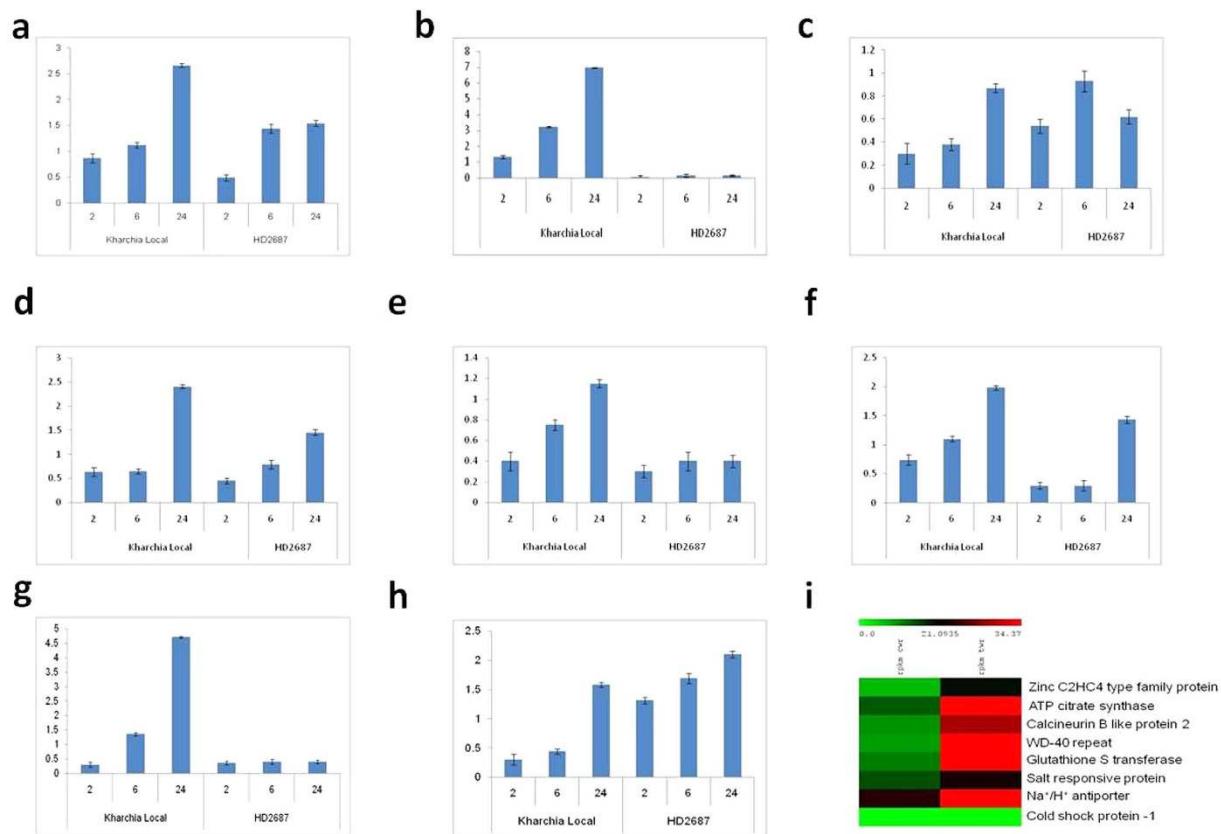 a
3
2.5
2
1.5
1
0.5
0
2 6 24 2 6 24
Kharchia Local HD2687
b
8
7
6
5
4
3
2
1
0
2 6 24 2 6 24
Kharchia Local HD2687
c
1.2
1
0.8
0.6
0.4
0.2
0
2 6 24 2 6 24
Kharchia Local HD2687
d
3
2.5
2
1.5
1
0.5
0
2 6 24 2 6 24
Kharchia Local HD2687
e
1.4
1.2
1
0.8
0.6
0.4
0.2
0
2 6 24 2 6 24
Kharchia Local HD2687
f
2.5
2
1.5
1
0.5
0
2 6 24 2 6 24
Kharchia Local HD2687
g
5
4.5
4
3.5
3
2.5
2
1.5
1
0.5
0
2 6 24 2 6 24
Kharchia Local HD2687
h
2.5
2
1.5
1
0.5
0
2 6 24 2 6 24
Kharchia Local HD2687
i
0.0 21.0935 34.37
rpkm cwr
rpkm twr
Zinc C2HC4 type family protein
ATP citrate synthase
Calcineurin B like protein 2
WD-40 repeat
Glutathione S transferase
Salt responsive protein
Na⁺/H⁺ antiporter
Cold shock protein -1